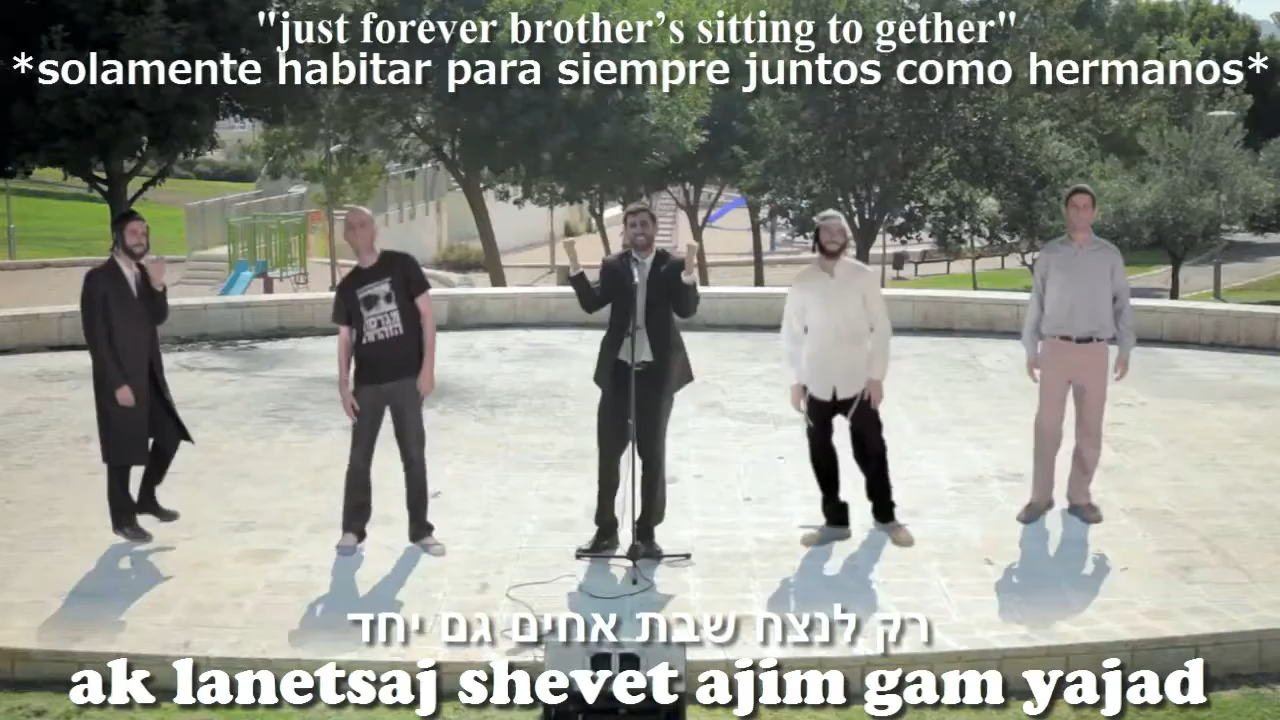 "just forever brother’s sitting to gether"
*solamente habitar para siempre juntos como hermanos*
רק לנצח שבת אחים גם יחד
ak lanetsaj shevet ajim gam yajad